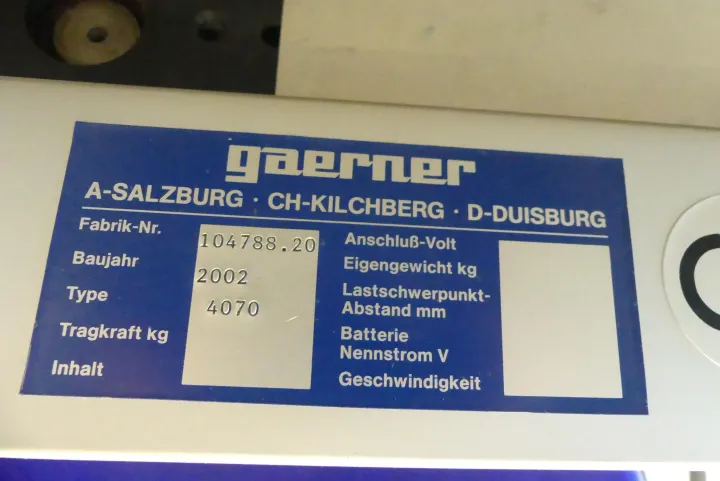 gaerner
A-SALZBURG · CH-KILCHBERG · D-DUISBURG
Fabrik-Nr. 104788.20
Baujahr 2002
Type 4070
Tragkraft kg
Inhalt
Anschluß-Volt
Eigengewicht kg
Lastschwerpunkt-
Abstand mm
Batterie
Nennstrom V
Geschwindigkeit